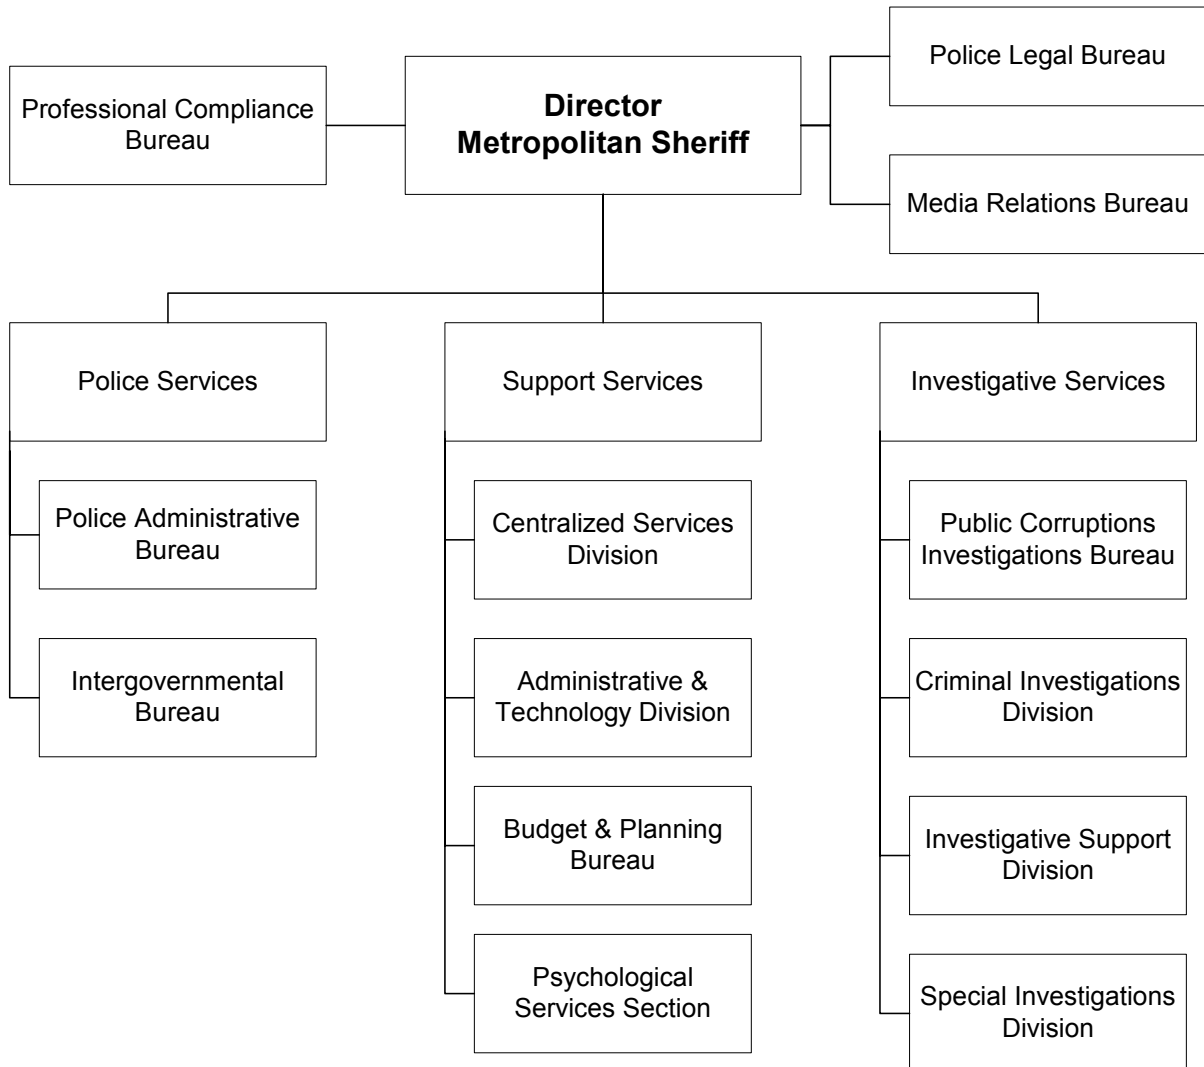 Police Legal Bureau
Professional Compliance
Bureau
Director
Metropolitan Sheriff
Media Relations Bureau
Police Services
Support Services
Investigative Services
Police Administrative
Bureau
Intergovernmental
Bureau
Centralized Services
Division
Administrative &
Technology Division
Budget & Planning
Bureau
Psychological
Services Section
Public Corruptions
Investigations Bureau
Criminal Investigations
Division
Investigative Support
Division
Special Investigations
Division